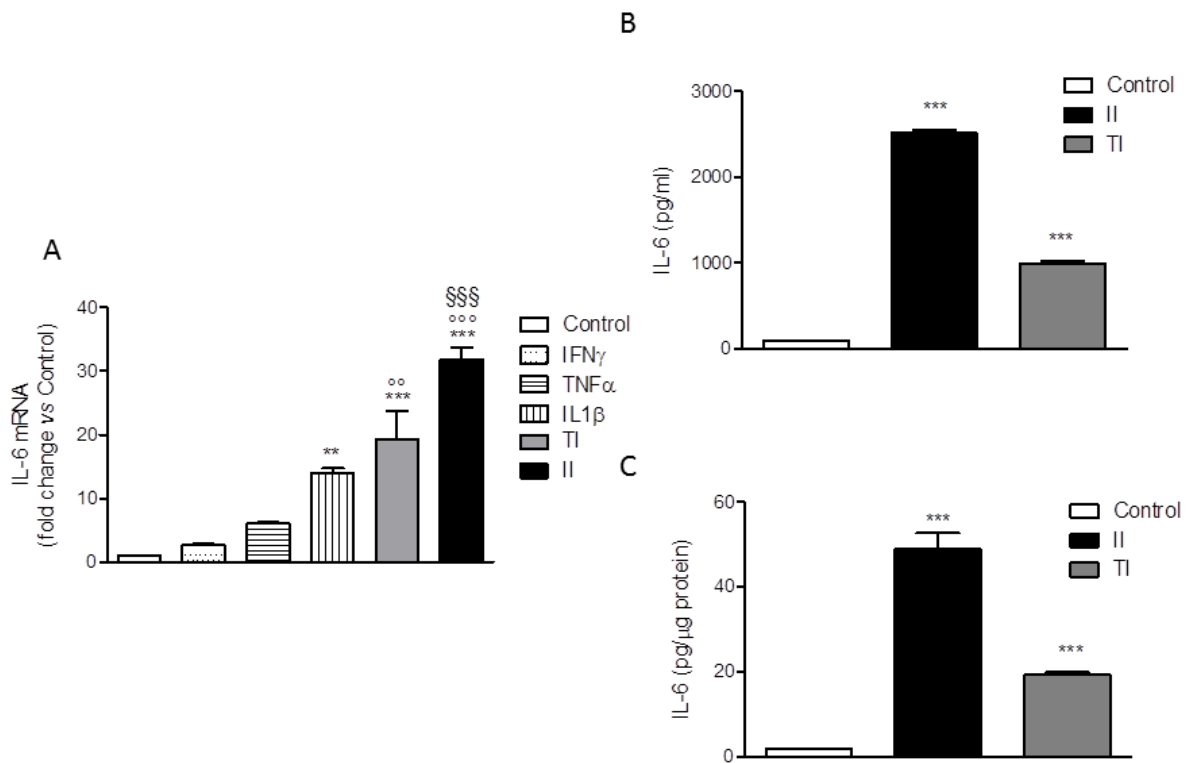 A
IL-6 mRNA
(fold change vs Control)
40
30
20
10
0
**
°°
***
§§§
°°°
***
Control
IFNγ
TNFα
IL1β
TI
II
B
IL-6 (pg/ml)
3000
2000
1000
0
***
***
Control
II
TI
C
IL-6 (pg/µg protein)
60
40
20
0
***
***
Control
II
TI